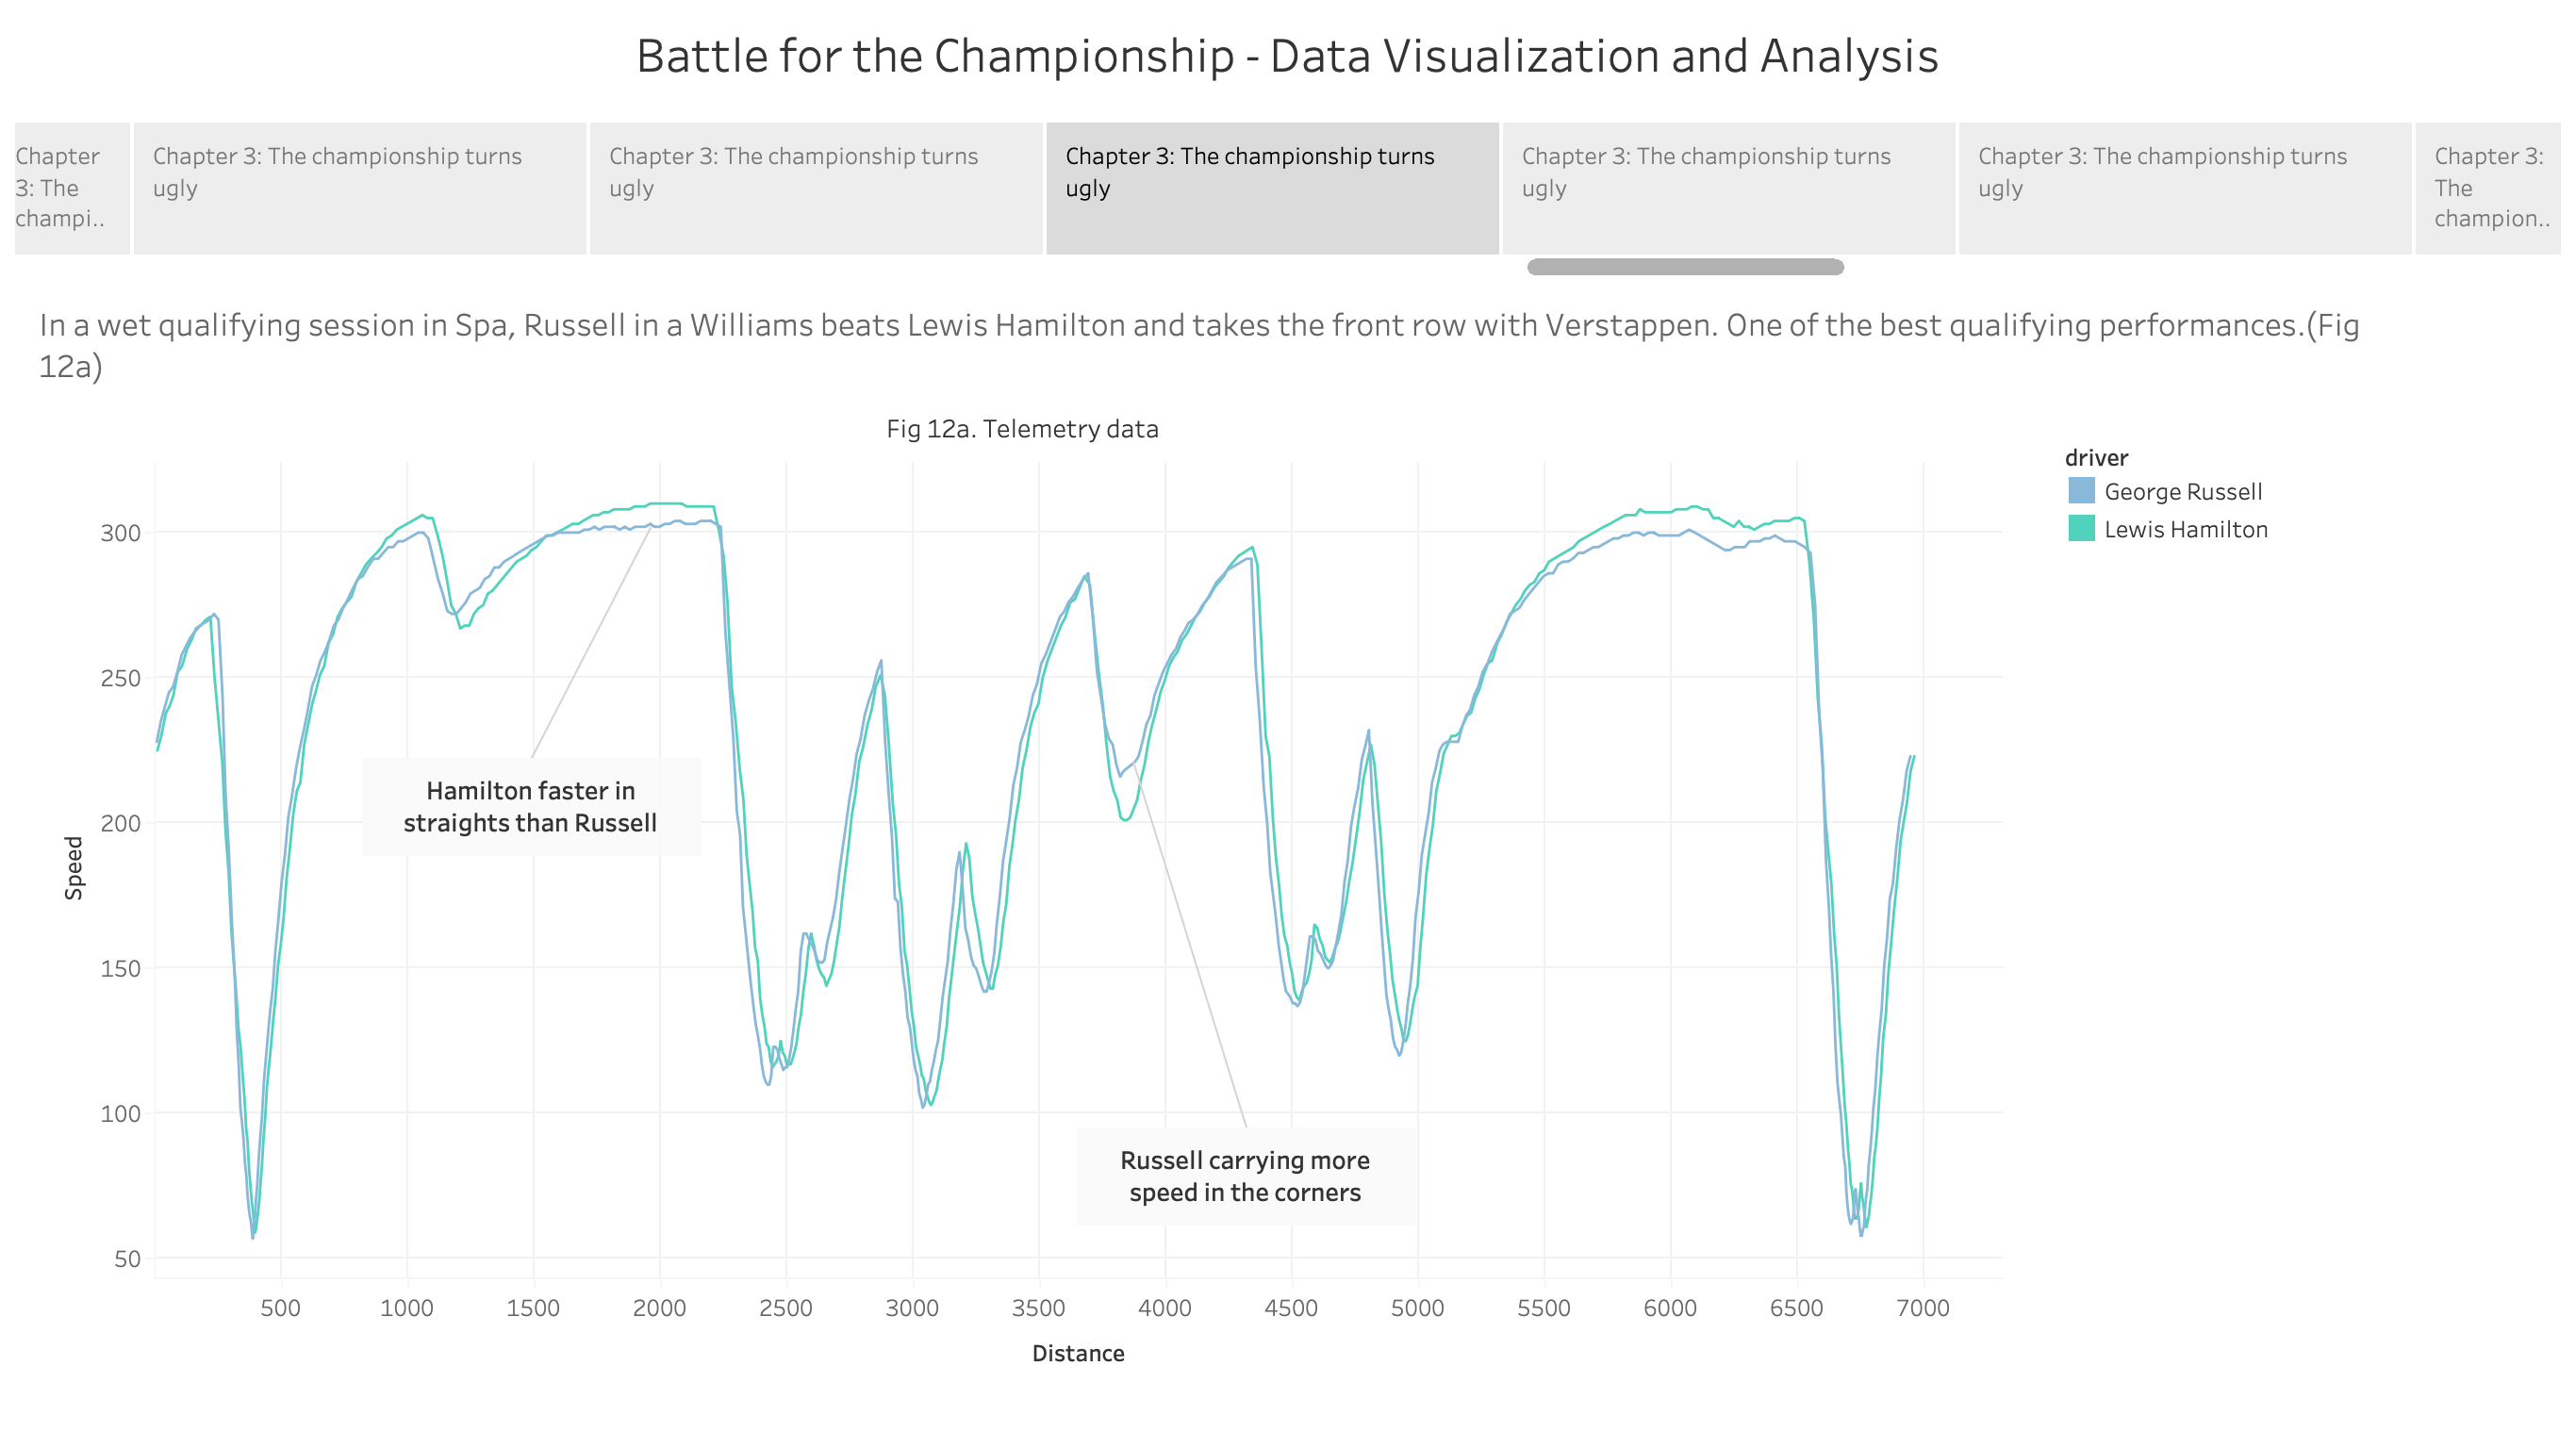 Battle for the Championship - Data Visualization and Analysis
Chapter
3: The
champi..
Chapter 3: The championship turns
ugly
Chapter 3: The championship turns
ugly
Chapter 3: The championship turns
ugly
Chapter 3: The championship turns
ugly
Chapter 3: The championship turns
ugly
Chapter 3:
The
champion..
In a wet qualifying session in Spa, Russell in a Williams beats Lewis Hamilton and takes the front row with Verstappen. One of the best qualifying performances.(Fig
12a)
Fig 12a. Telemetry data
driver
George Russell
Lewis Hamilton
300
250
200
150
100
50
Speed
Hamilton faster in
straights than Russell
Russell carrying more
speed in the corners
500 1000 1500 2000 2500 3000 3500 4000 4500 5000 5500 6000 6500 7000
Distance